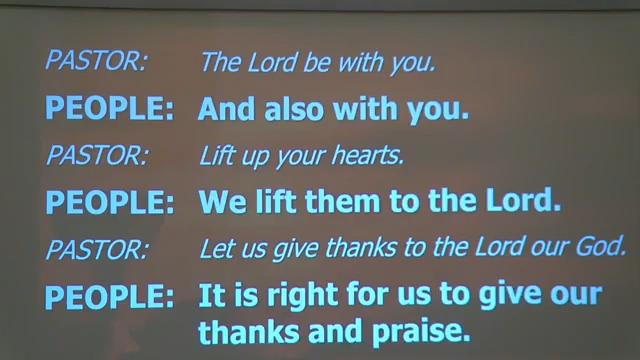 PASTOR: The Lord be with you.
PEOPLE: And also with you.
PASTOR: Lift up your hearts.
PEOPLE: We lift them to the Lord.
PASTOR: Let us give thanks to the Lord our God.
PEOPLE: It is right for us to give our
thanks and praise.